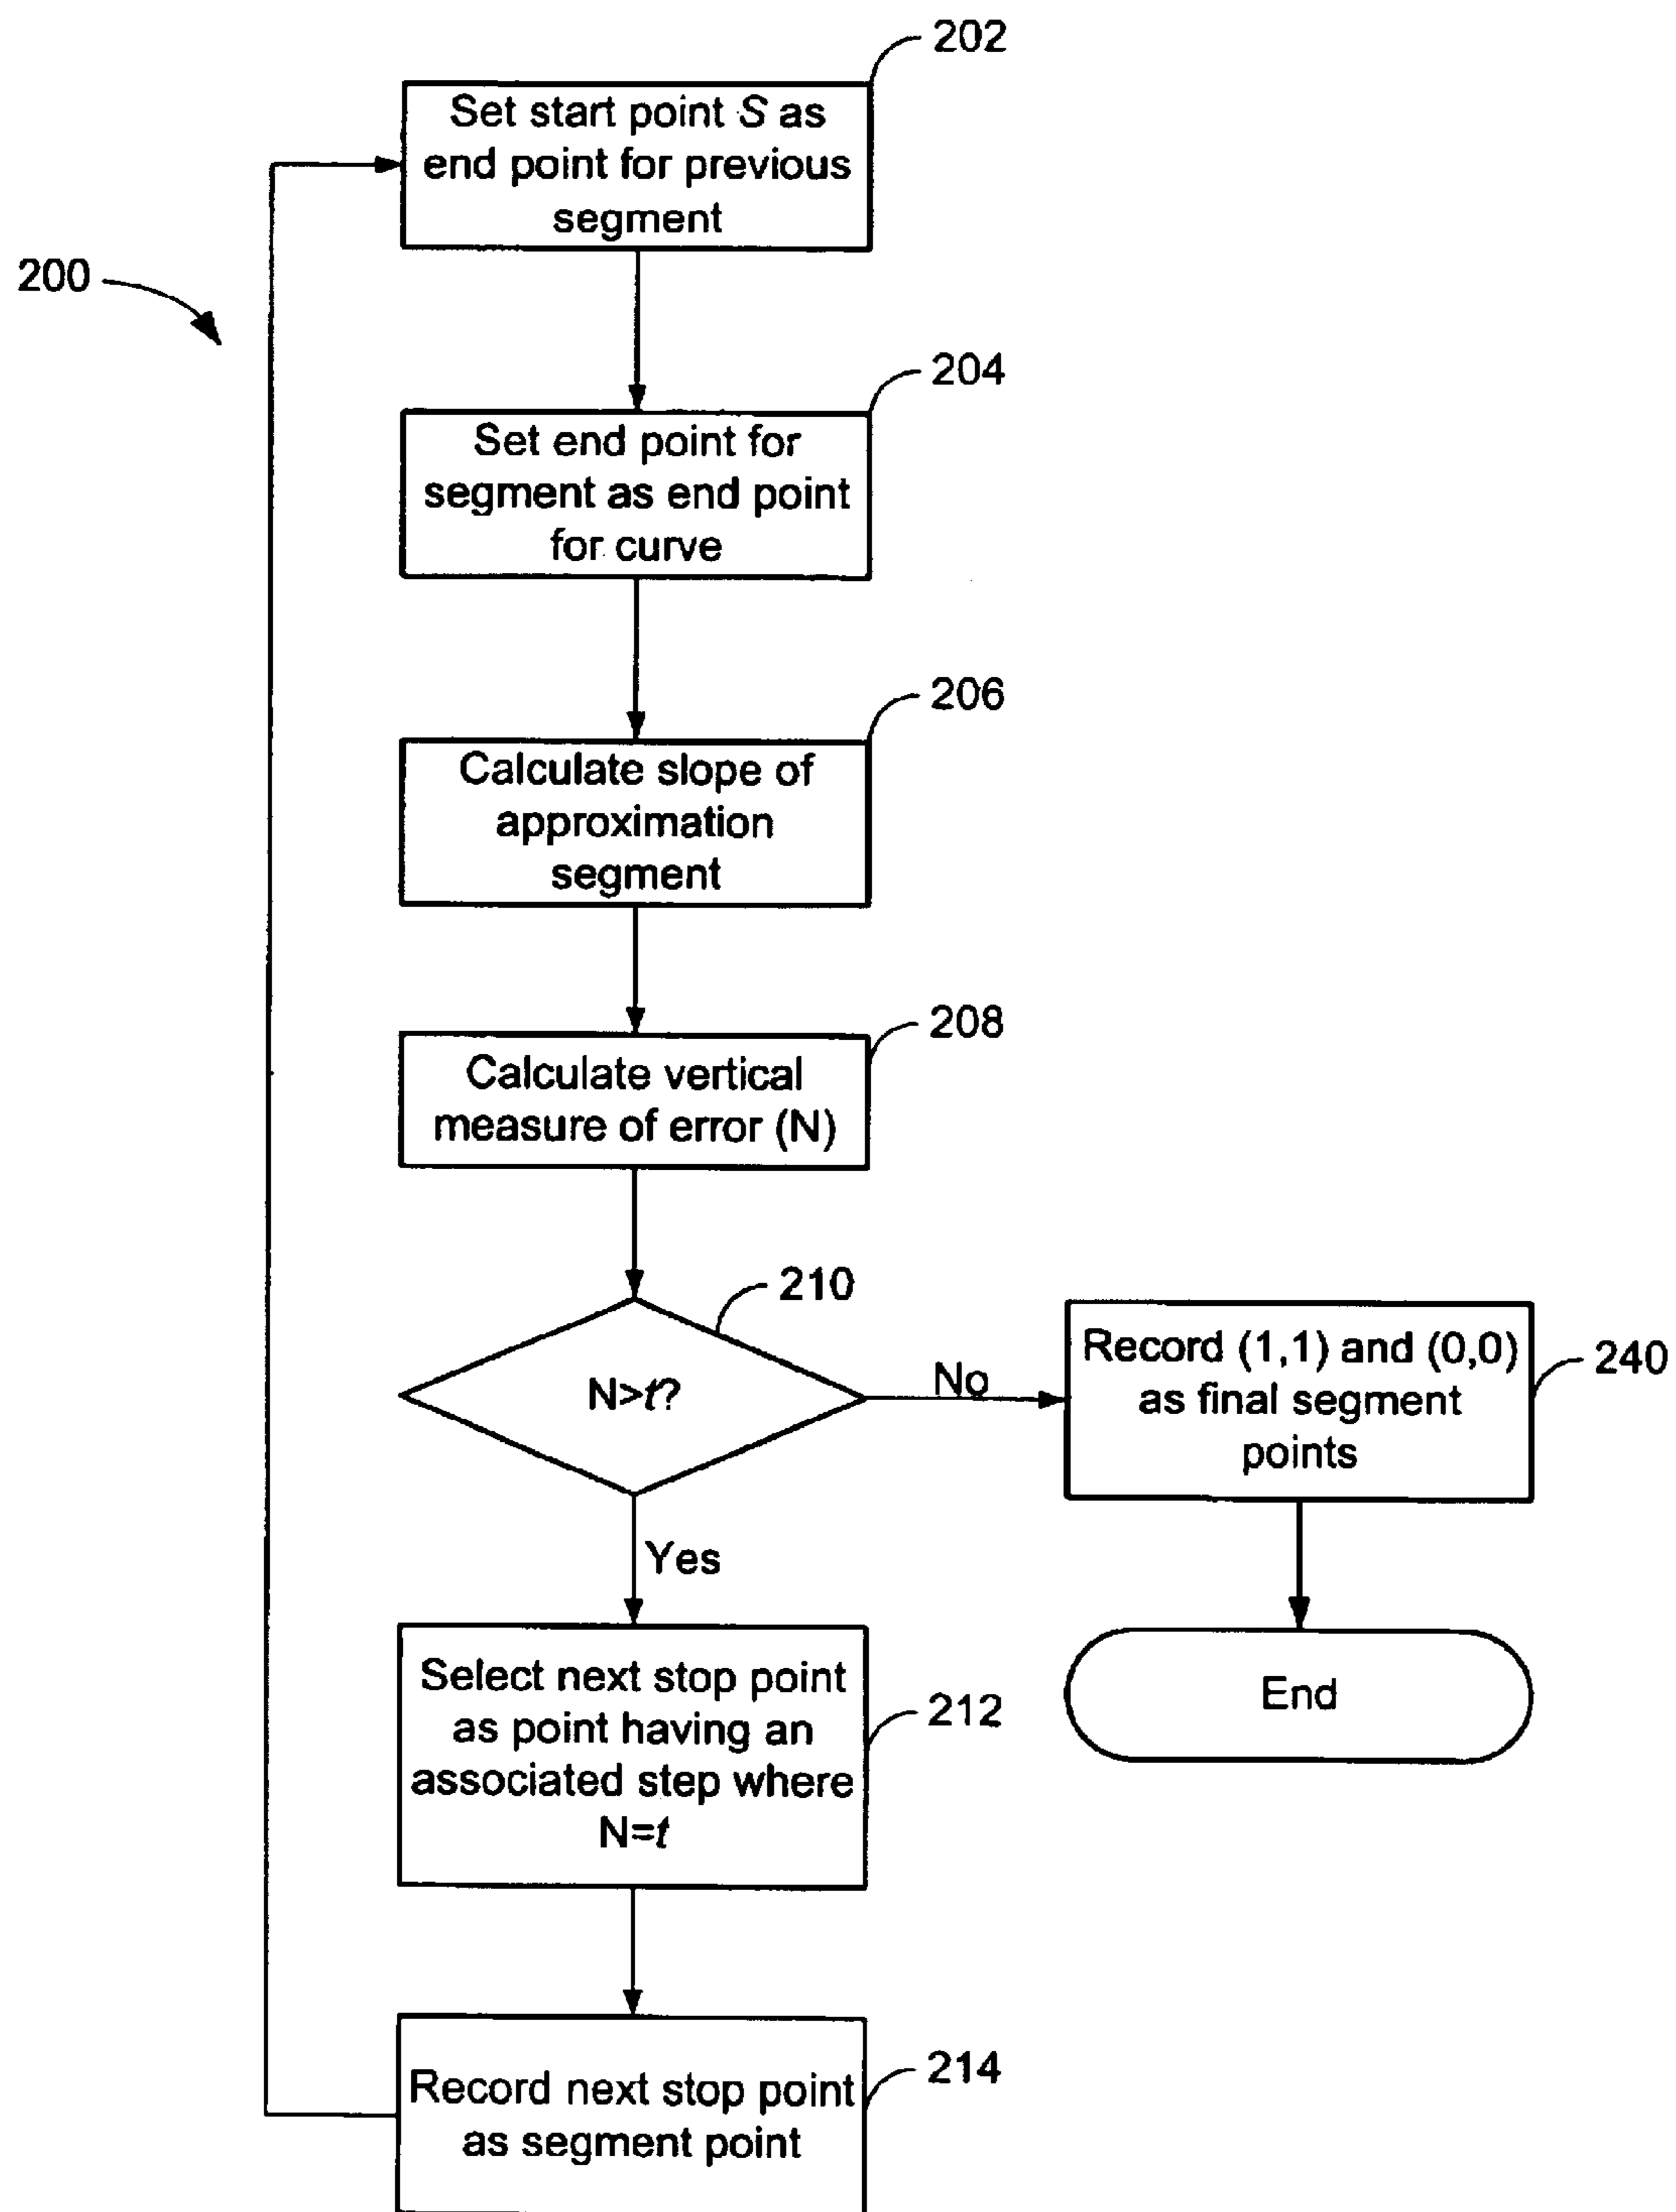 202
Set start point S as
end point for previous
segment
200
204
Set end point for
segment as end point
for curve
206
Calculate slope of
approximation
segment
208
Calculate vertical
measure of error (N)
210
N>t?
No
Record (1,1) and (0,0)
as final segment
points
240
Yes
Select next stop point
as point having an
associated step where
N=t
212
End
Record next stop point
as segment point
214